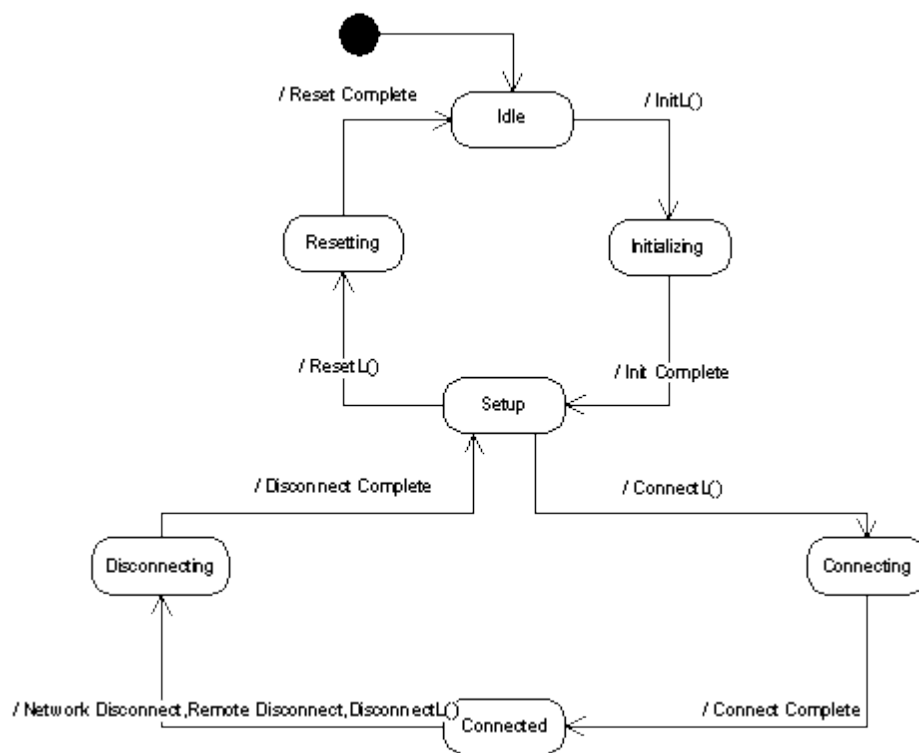 / Reset Complete
Idle
/ InitL()
Resetting
Initializing
/ ResetL()
/ Init Complete
Setup
/ Disconnect Complete
/ ConnectL()
Disconnecting
Connecting
/ Network Disconnect,Remote Disconnect,DisconnectL()
/ Connect Complete
Connected